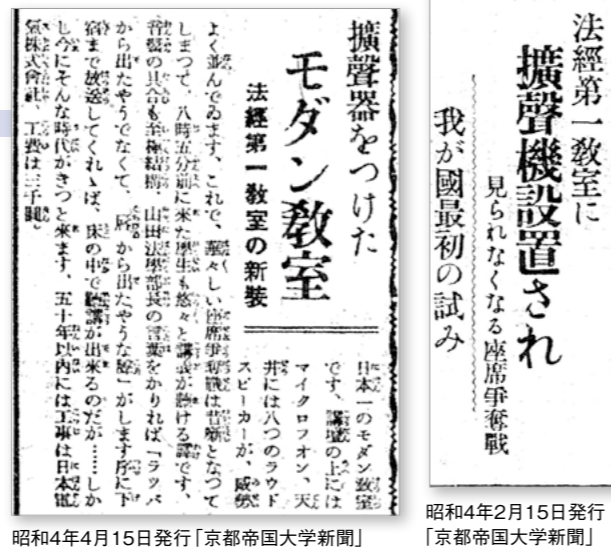 法經第一教室に
擴聲機設置され
見られなくなる座席爭奪戰
我が國最初の試み
昭和4年2月15日発行
「京都帝国大学新聞」
擴聲器をつけた
モダン教室
法經第一教室の新裝
日本一のモダン教室
です、講壇の上には
マイクロフオン、天
井には八つのラウド
スピーカーが、威勢
よく並んでゐます、これで、華々しい座席爭奪戰は昔噺となつて
しまつて、八時五分前に來た學生も悠々と講義が聽ける譯です、
音響の具合も至極結構、山田法學部長の言葉をかりれば「ラツパ
から出たやうでなくて、から出たやうな聲」がします序に下
宿まで放送してくれゝば、床の中で聽講が出來るのだが……しか
し今にそんな時代がきつと來ます、五十年以内には工事は日本電
氣株式會社、工費は三千圓。
昭和4年4月15日発行「京都帝国大学新聞」